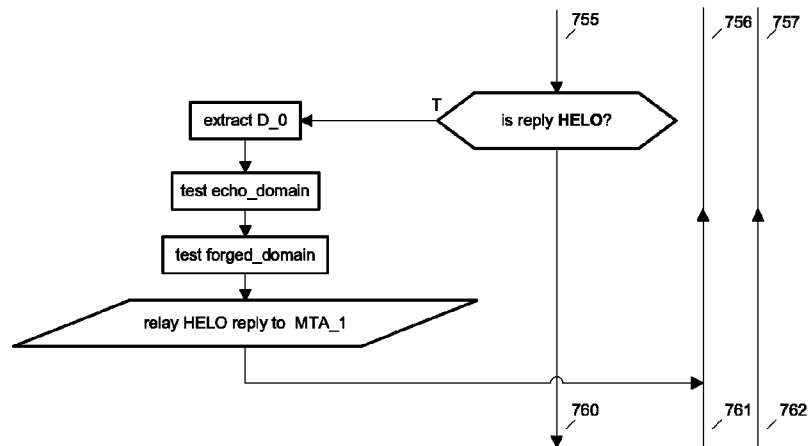 755
756
757
T
is reply HELO?
extract D_0
test echo_domain
test forged_domain
relay HELO reply to MTA_1
760
761
762